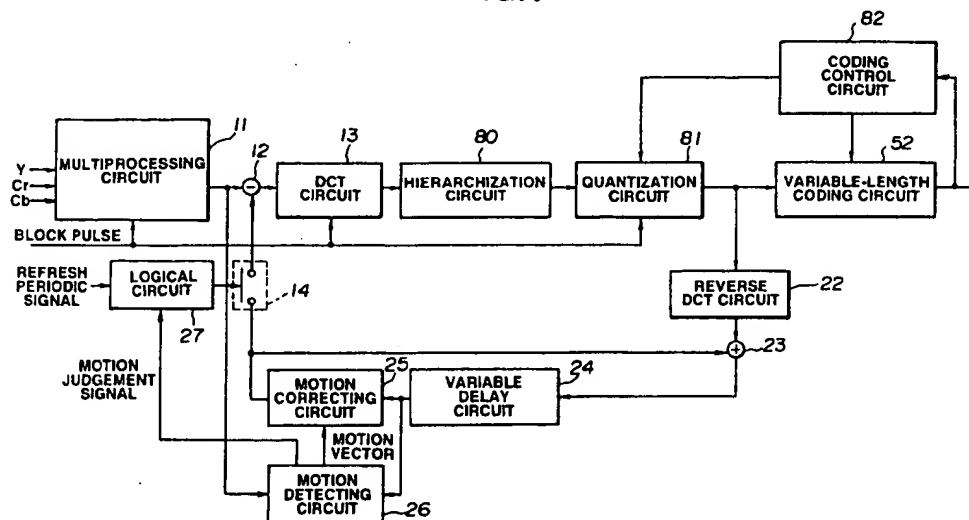 82
CODING
CONTROL
CIRCUIT
11
MULTIPROCESSING
CIRCUIT
Y
Cr
Cb
12
13
DCT
CIRCUIT
80
HIERARCHIZATION
CIRCUIT
81
QUANTIZATION
CIRCUIT
52
VARIABLE-LENGTH
CODING CIRCUIT
BLOCK PULSE
REFRESH
PERIODIC
SIGNAL
LOGICAL
CIRCUIT
27
14
REVERSE
DCT CIRCUIT
22
23
MOTION
JUDGEMENT
SIGNAL
25
MOTION
CORRECTING
CIRCUIT
24
VARIABLE
DELAY
CIRCUIT
MOTION
VECTOR
MOTION
DETECTING
CIRCUIT
26